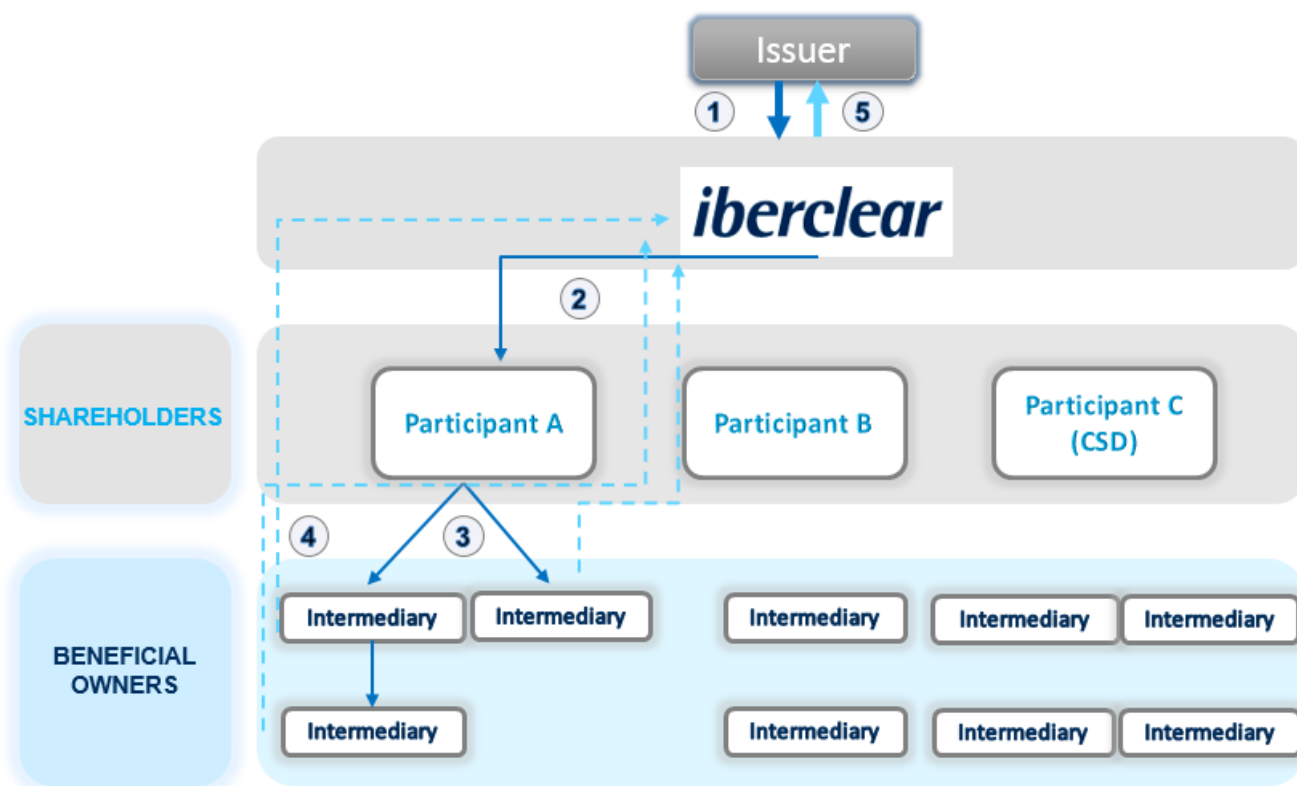 Issuer
1
5
iberclear
2
SHAREHOLDERS
Participant A
Participant B
Participant C
(CSD)
4
3
BENEFICIAL
OWNERS
Intermediary
Intermediary
Intermediary
Intermediary
Intermediary
Intermediary
Intermediary
Intermediary
Intermediary